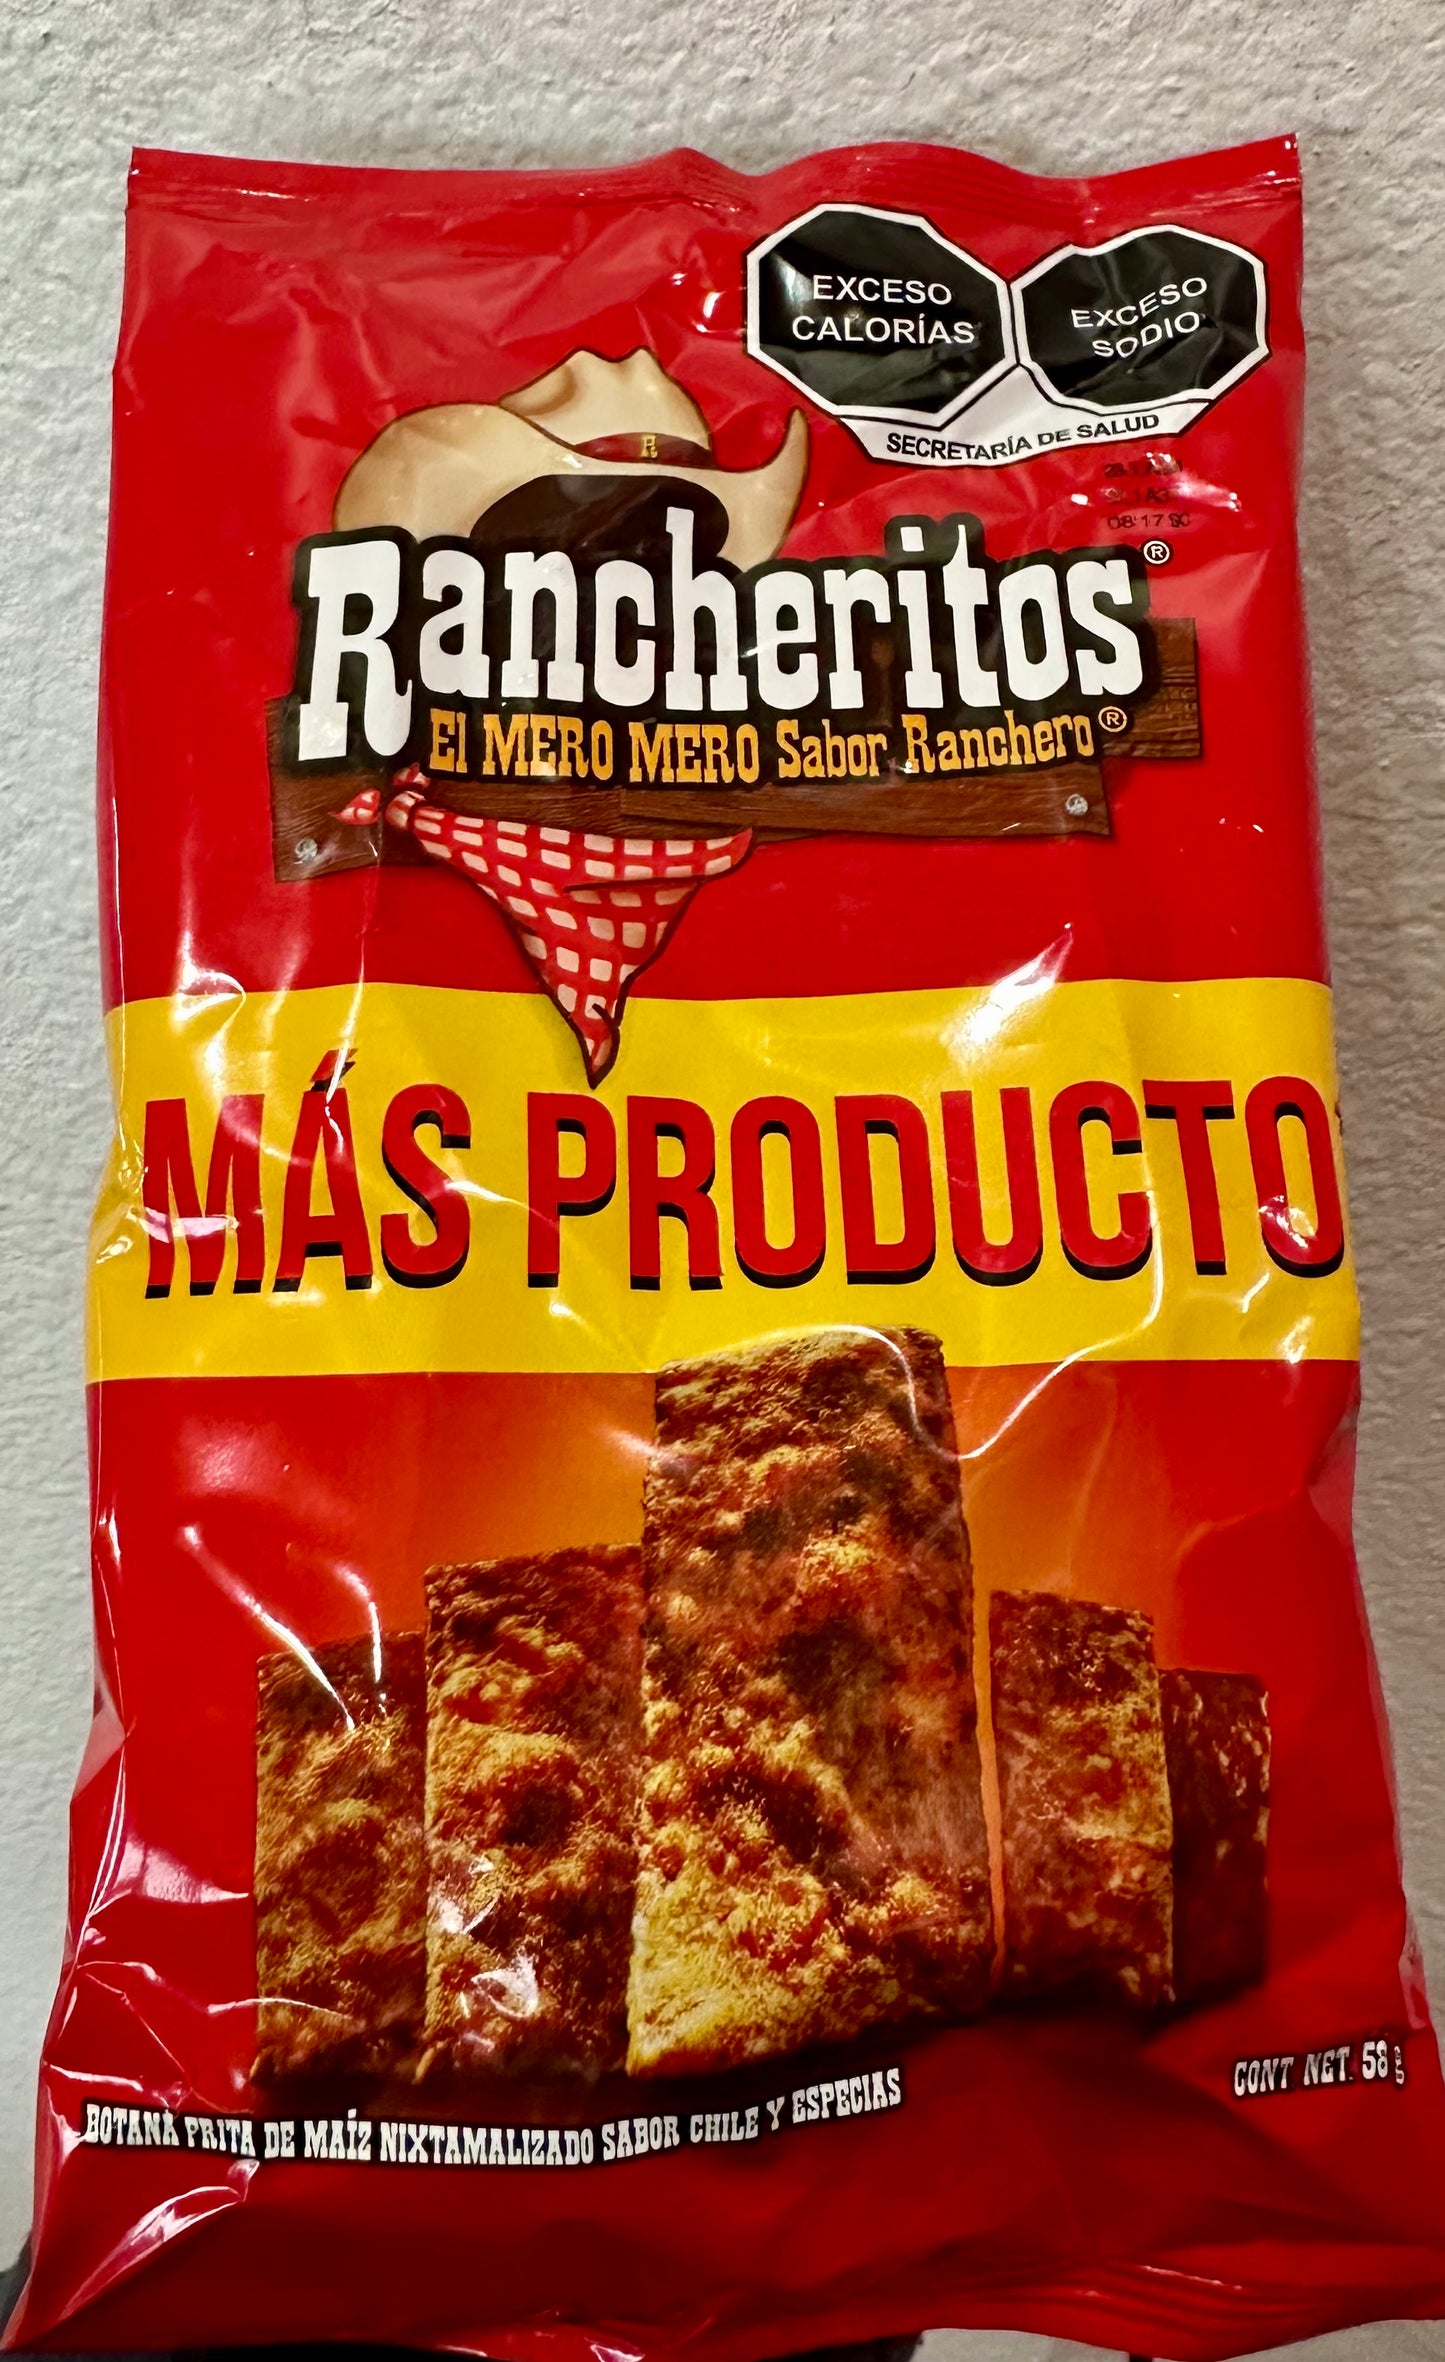 EXCESO
CALORÍAS
EXCESO
SODIO
SECRETARÍA DE SALUD
R
Rancheritos®
El MERO MERO Sabor Ranchero®
MÁS PRODUCTO
BOTANA FRITA DE MAÍZ NIXTAMALIZADO SABOR CHILE Y ESPECIAS
CONT. NET. 58 g